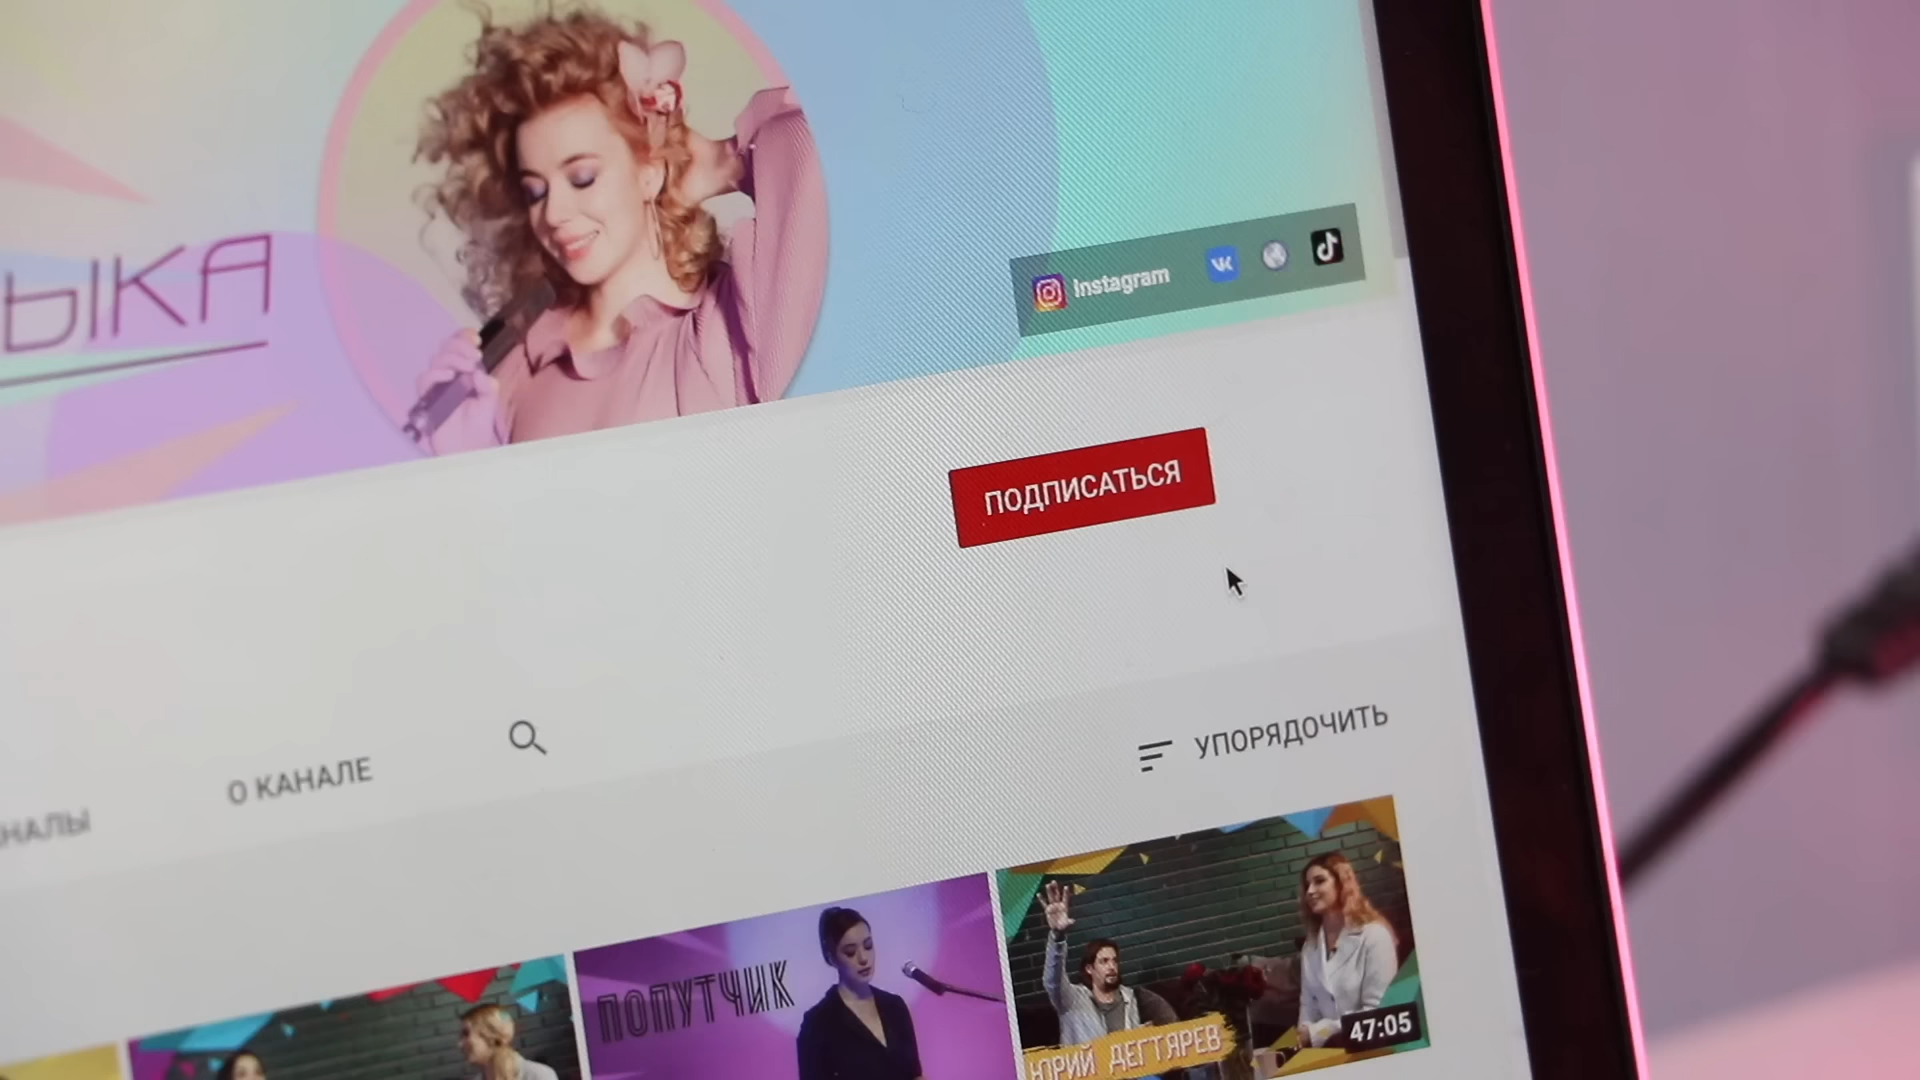 ЫКА
Instagram
ПОДПИСАТЬСЯ
УПОРЯДОЧИТЬ
О КАНАЛЕ
НАЛЫ
ПОПУТЧИК
ЮРИЙ ДЕГТЯРЕВ
47:05